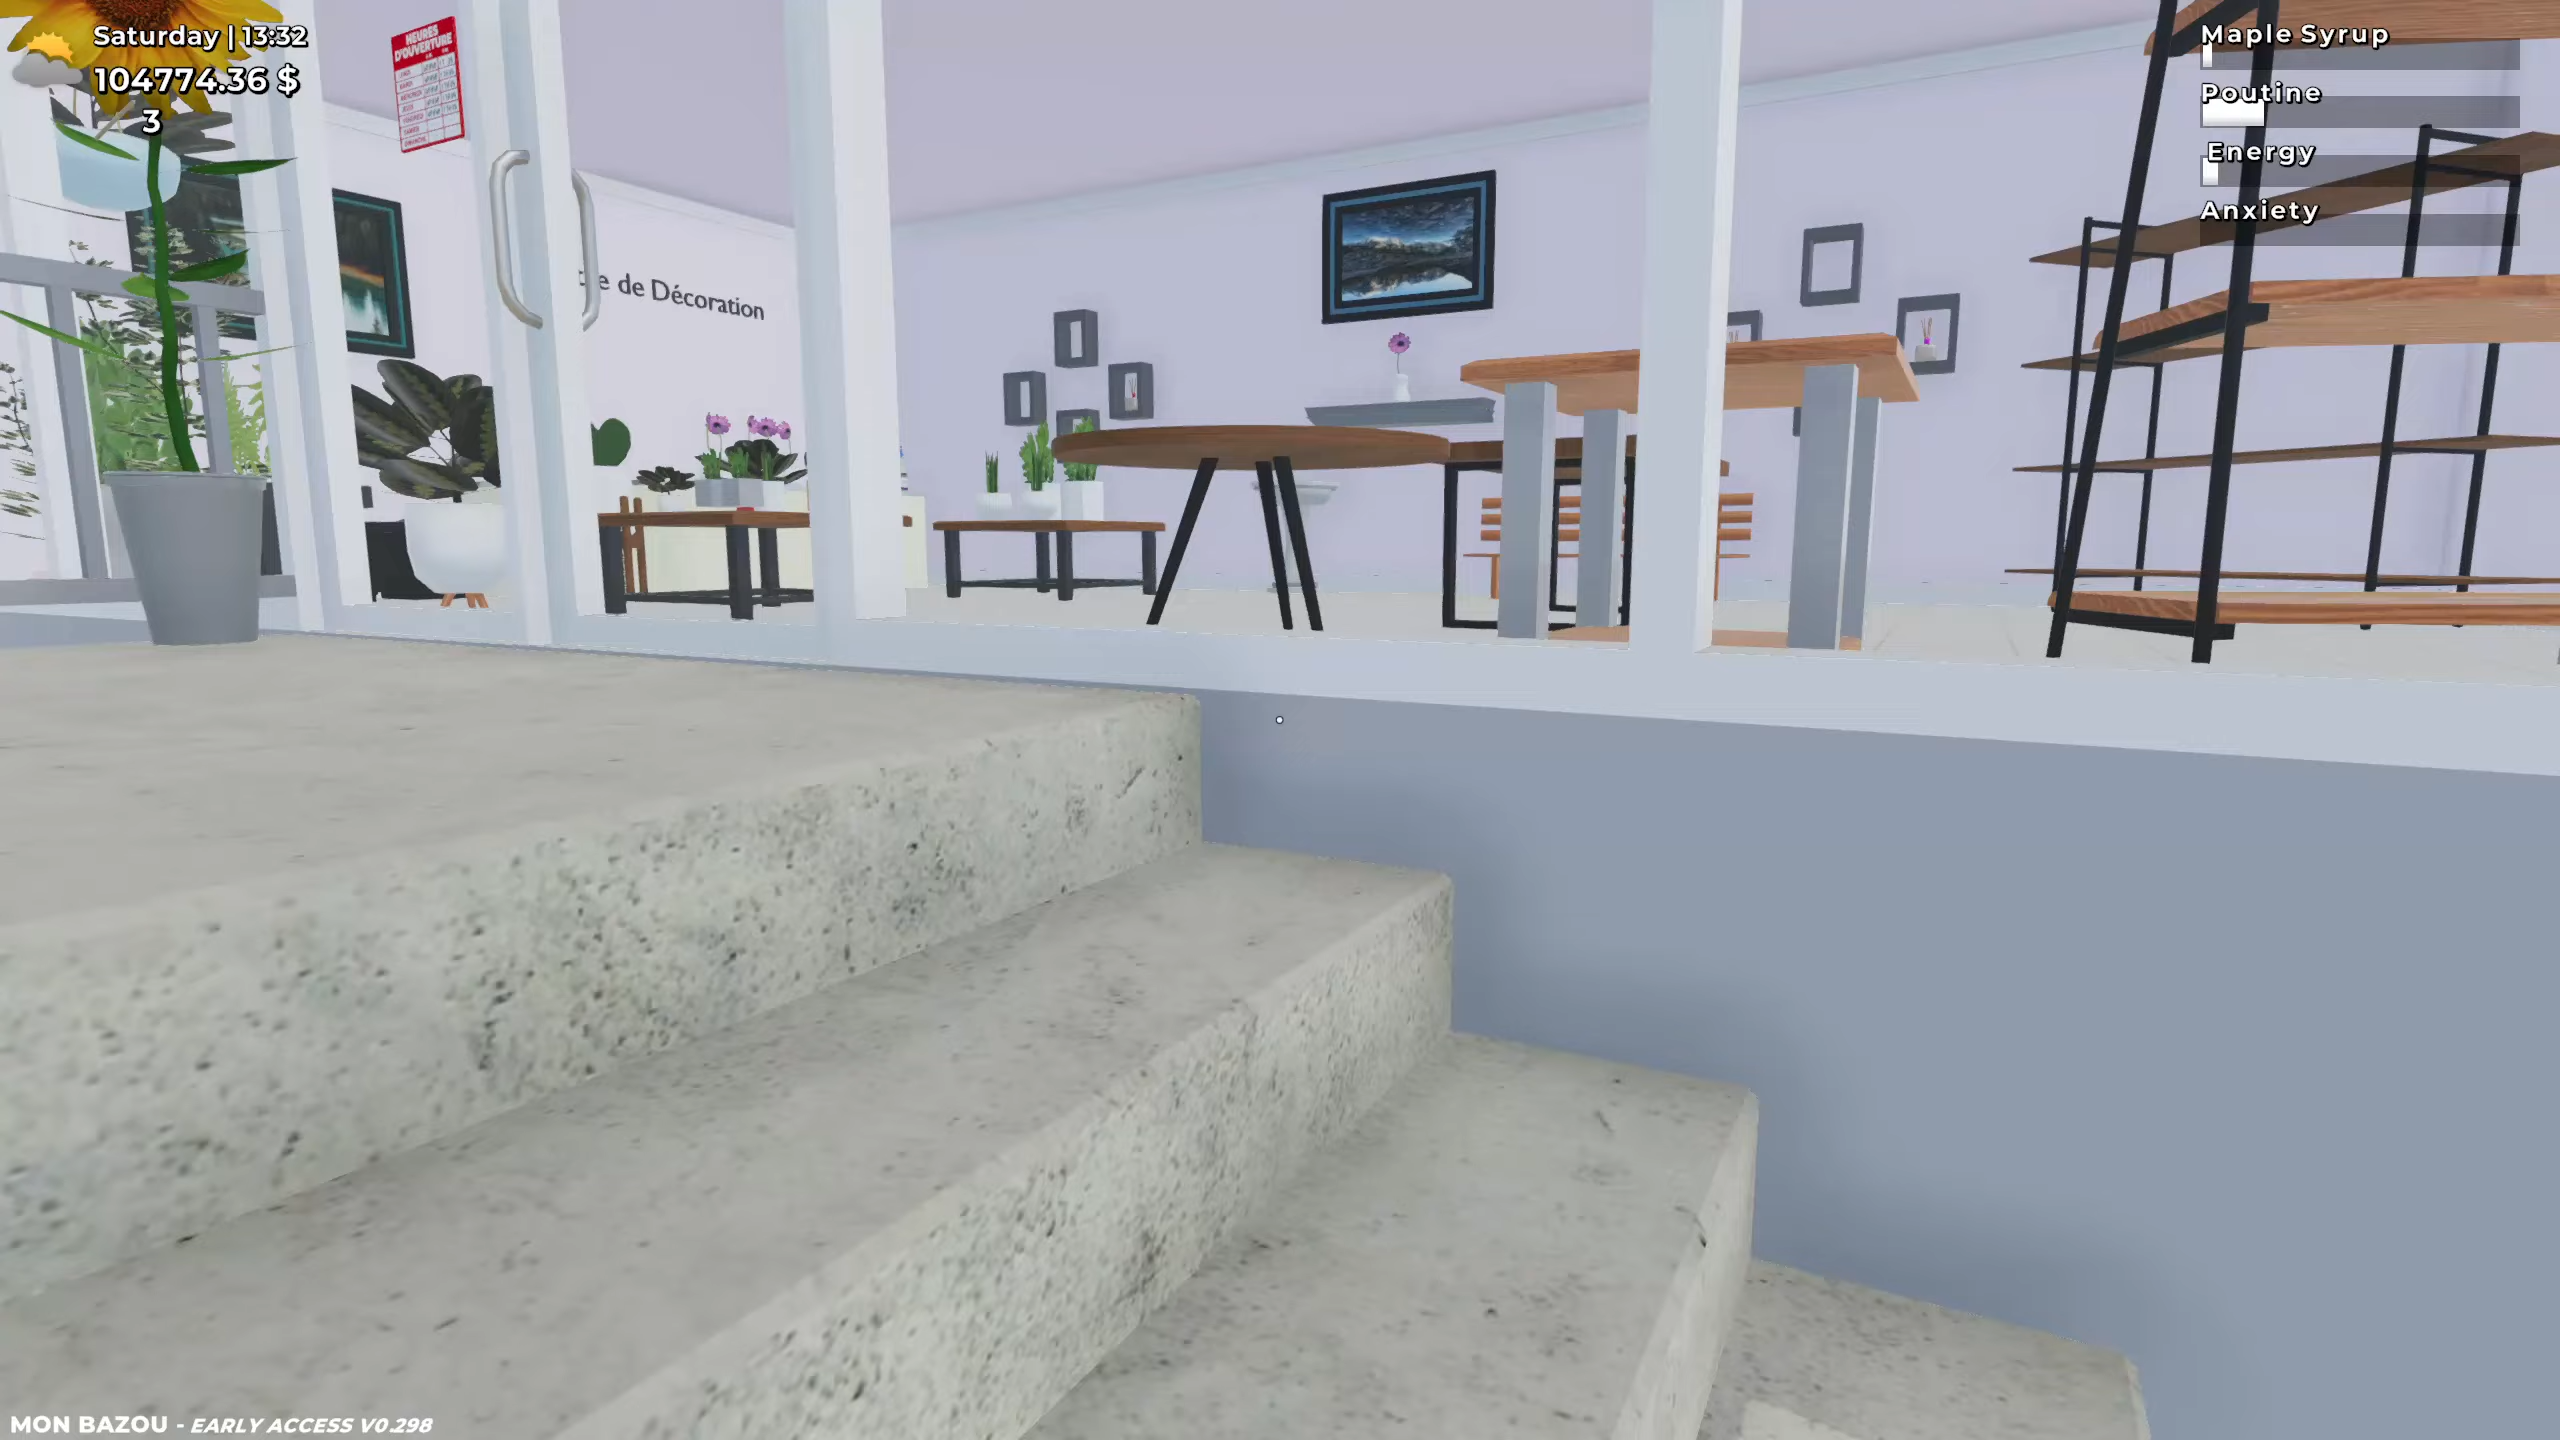 Saturday | 13:32
104774.36 $
3
HEURES
D'OUVERTURE
Maple Syrup
Poutine
Energy
Anxiety
de Décoration
MON BAZOU - EARLY ACCESS V0.298